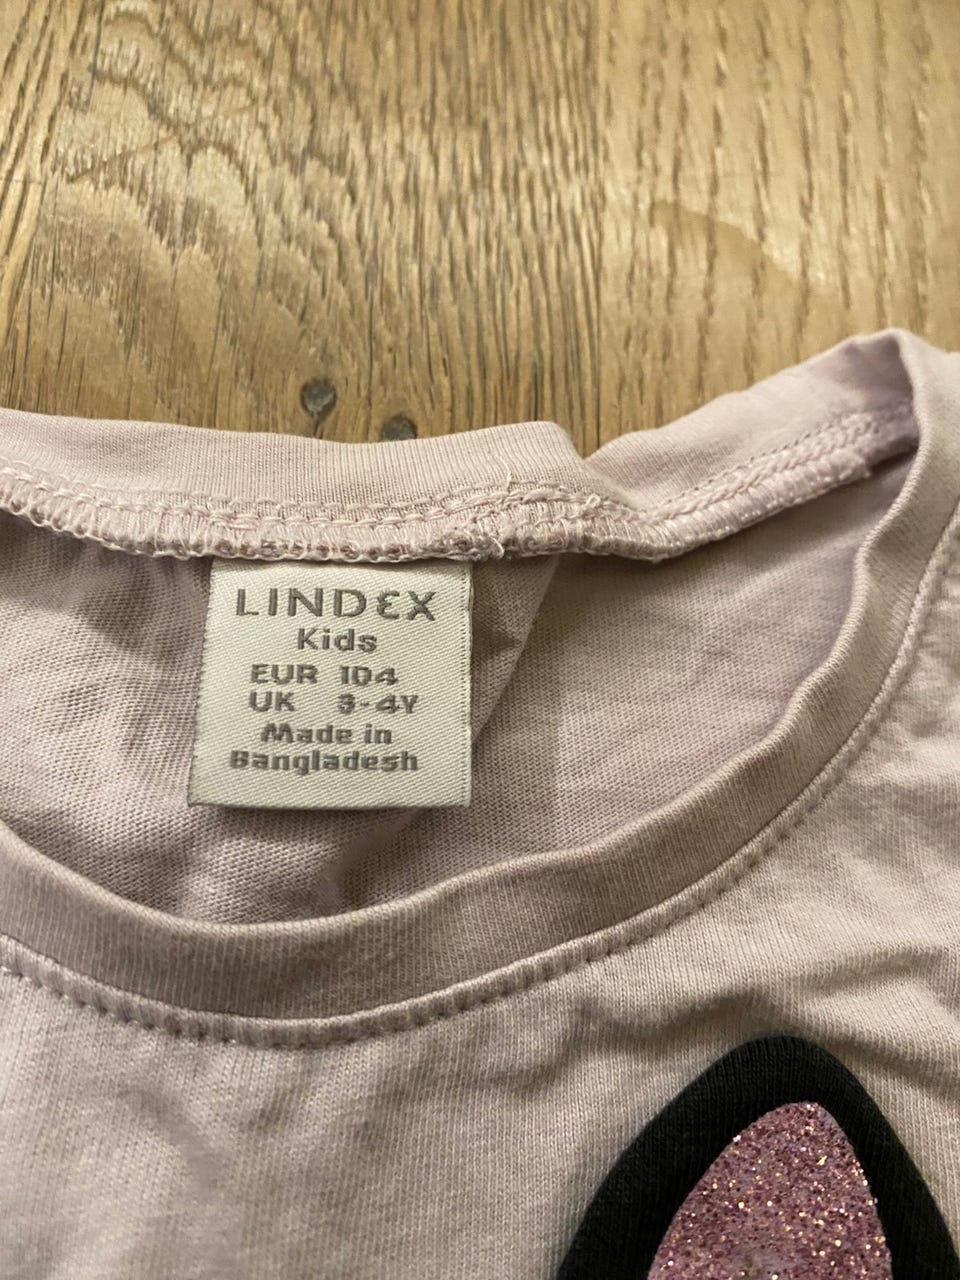 LINDEX
Kids
EUR 104
UK 3-4Y
Made in
Bangladesh